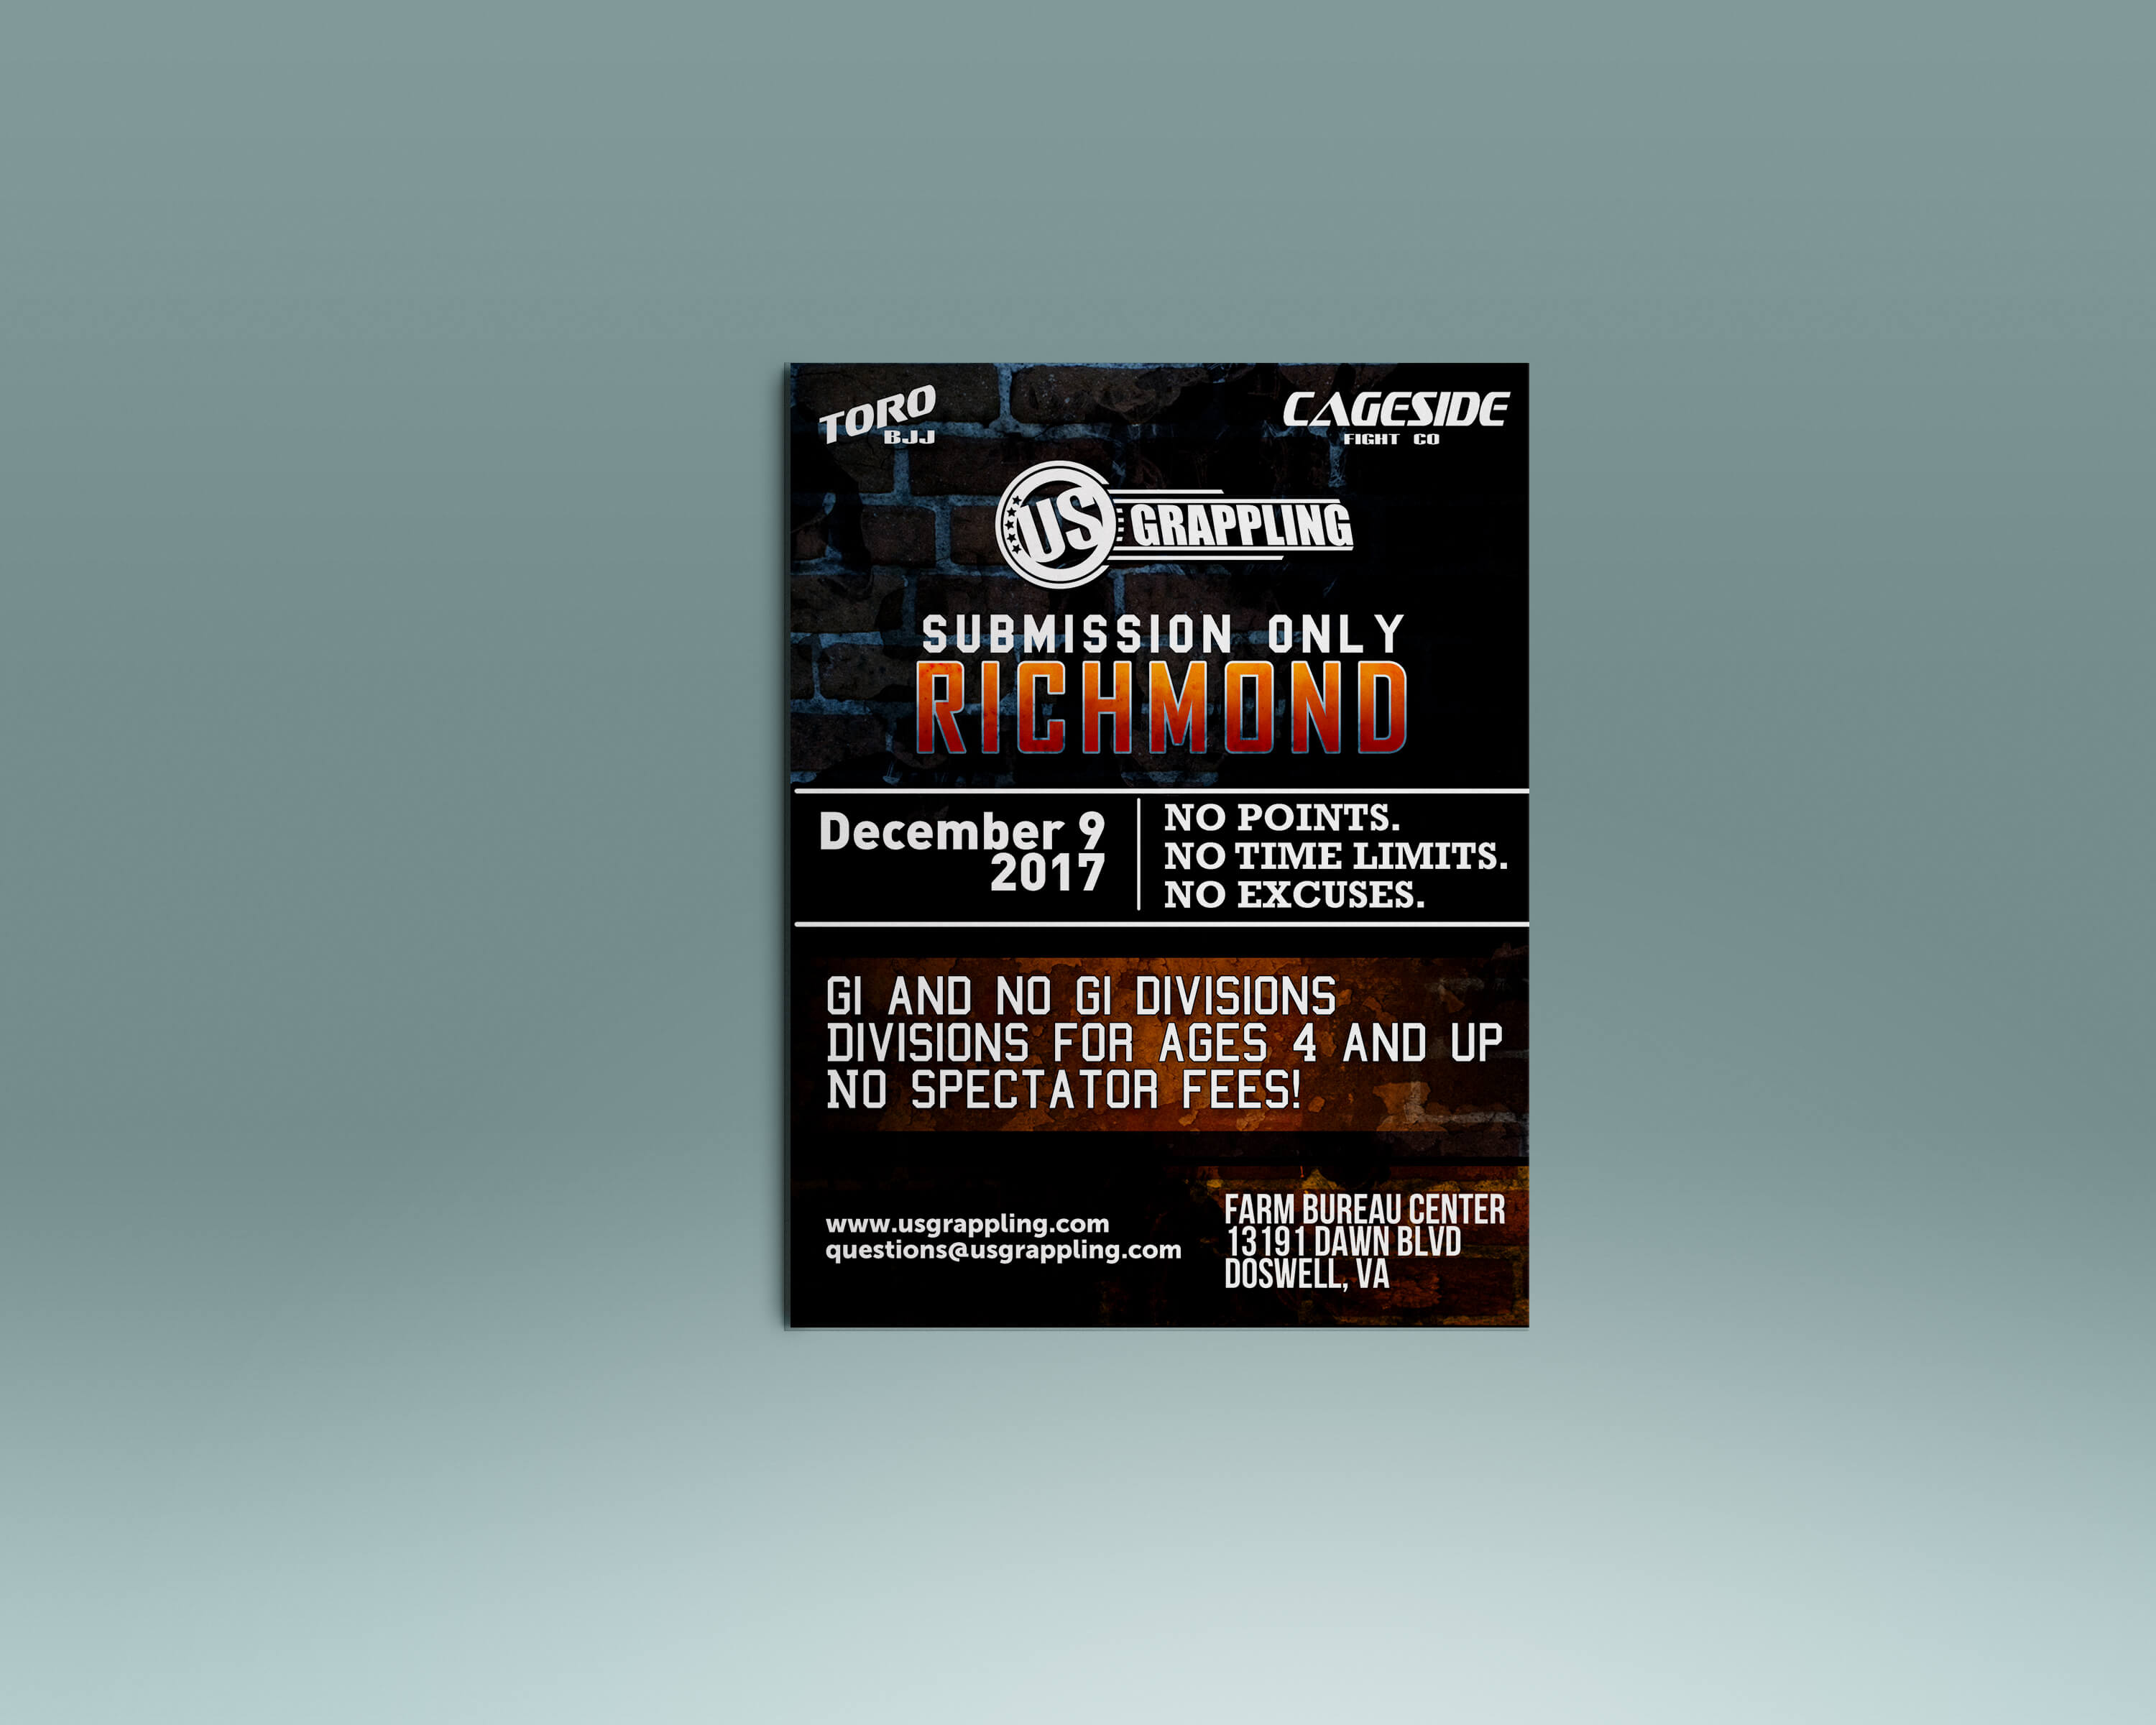 TORO
BJJ
CAGESIDE
FIGHT CO
US GRAPPLING
SUBMISSION ONLY
RICHMOND
December 9
2017
NO POINTS.
NO TIME LIMITS.
NO EXCUSES.
GI AND NO GI DIVISIONS
DIVISIONS FOR AGES 4 AND UP
NO SPECTATOR FEES!
www.usgrappling.com
questions@usgrappling.com
FARM BUREAU CENTER
13191 DAWN BLVD
DOSWELL, VA